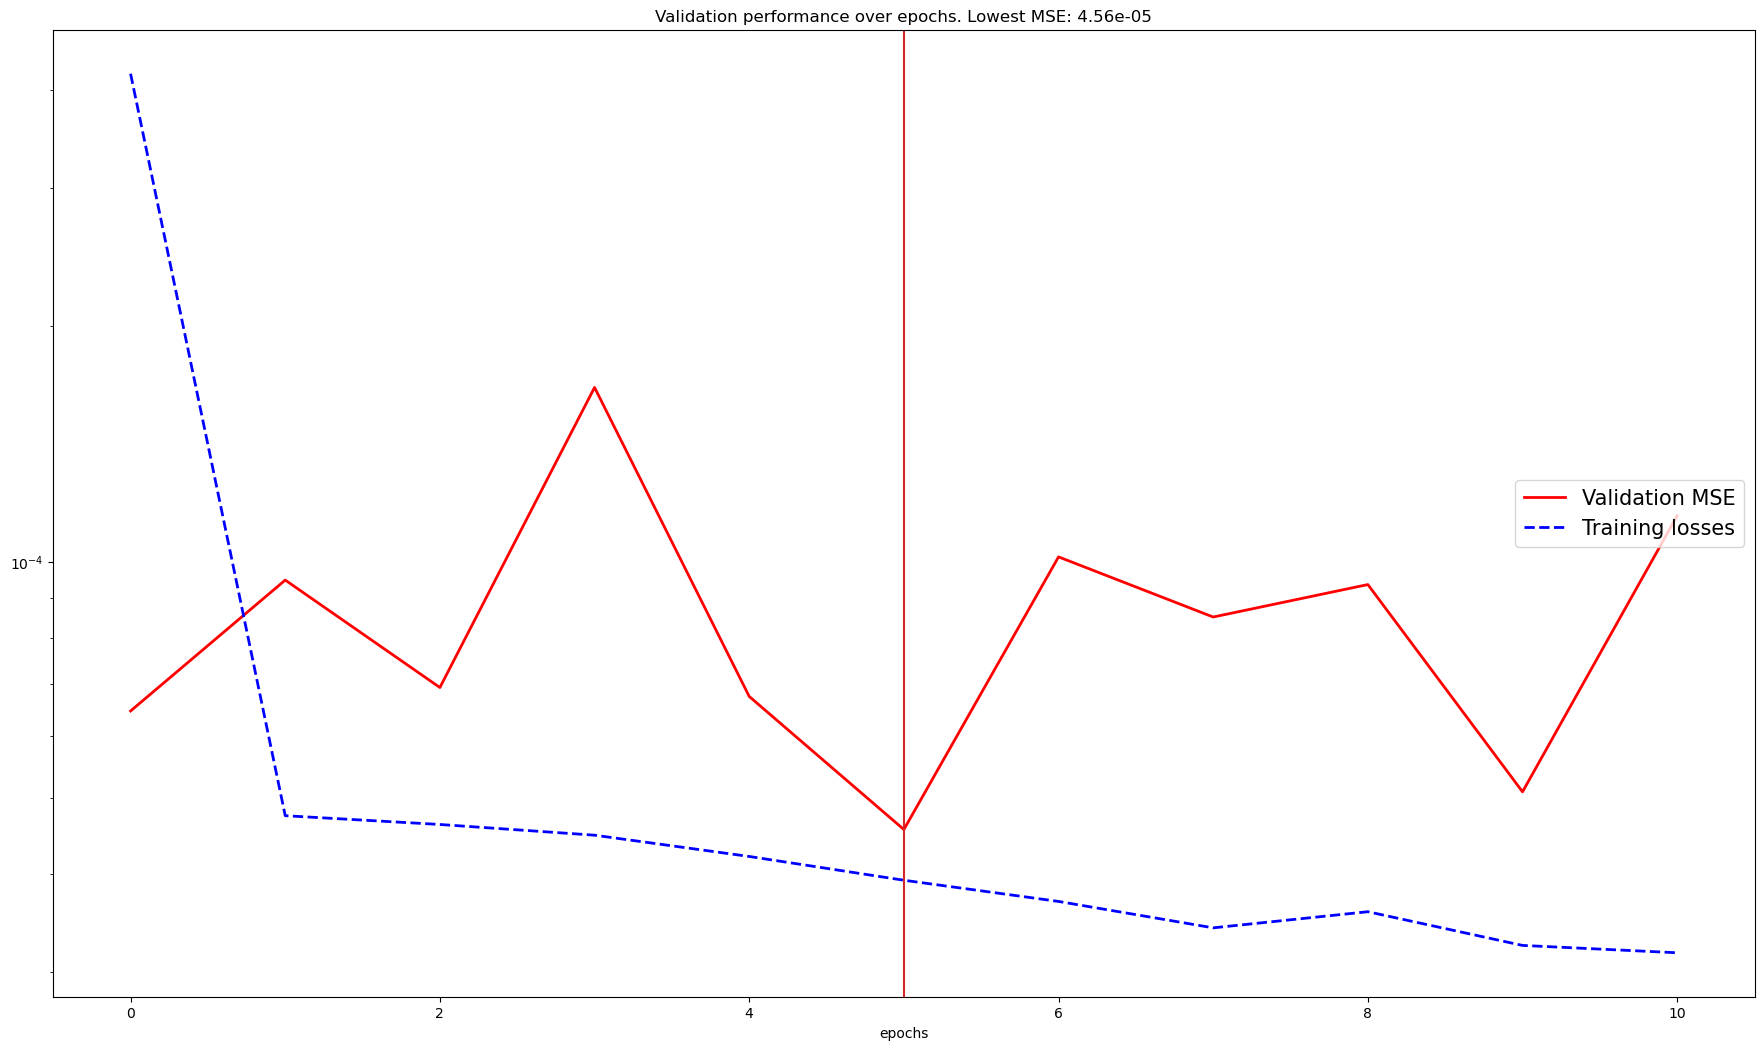 Validation performance over epochs. Lowest MSE: 4.56e-05
Validation MSE
Training losses
10⁻⁴
0 2 4 6 8 10
epochs